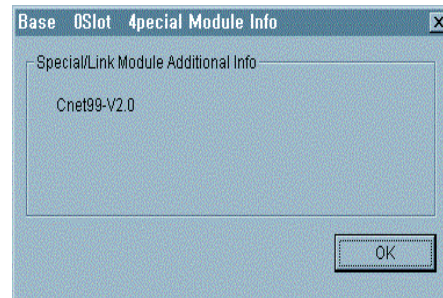 Base 0Slot 4pecial Module Info
Special/Link Module Additional Info
Cnet99-V2.0
OK